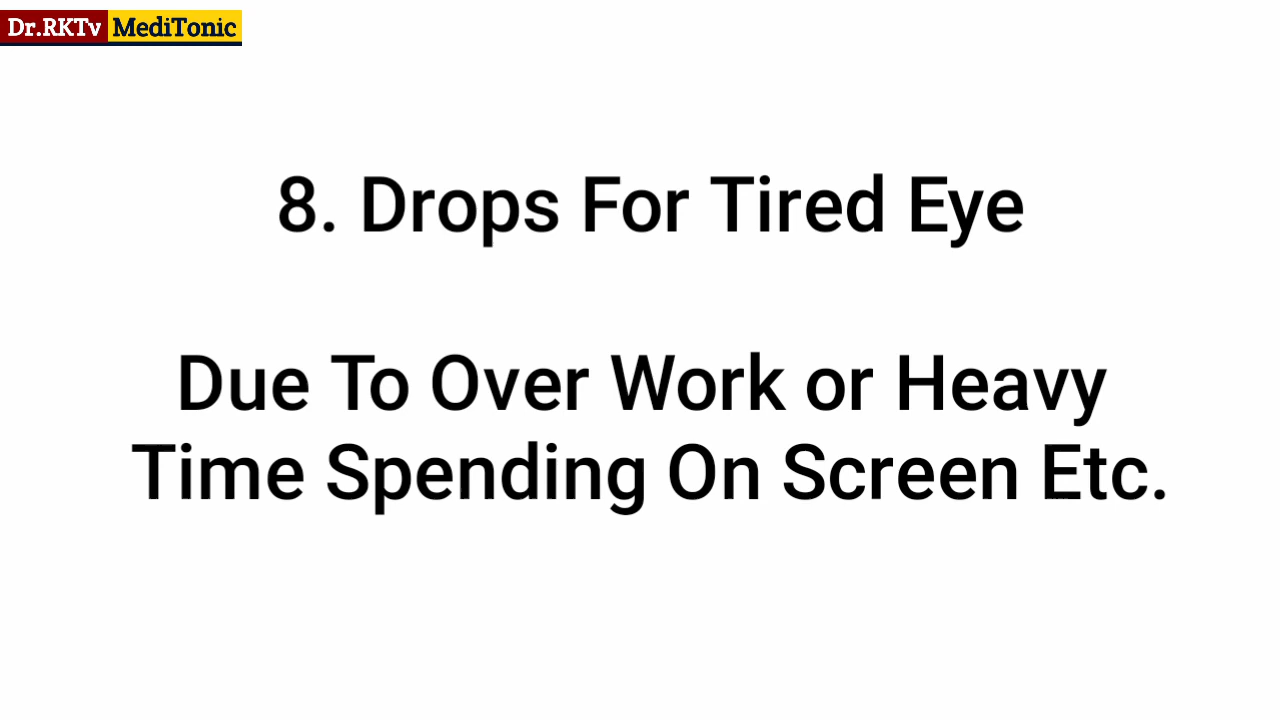 Dr.RKTv MediTonic
8. Drops For Tired Eye
Due To Over Work or Heavy
Time Spending On Screen Etc.